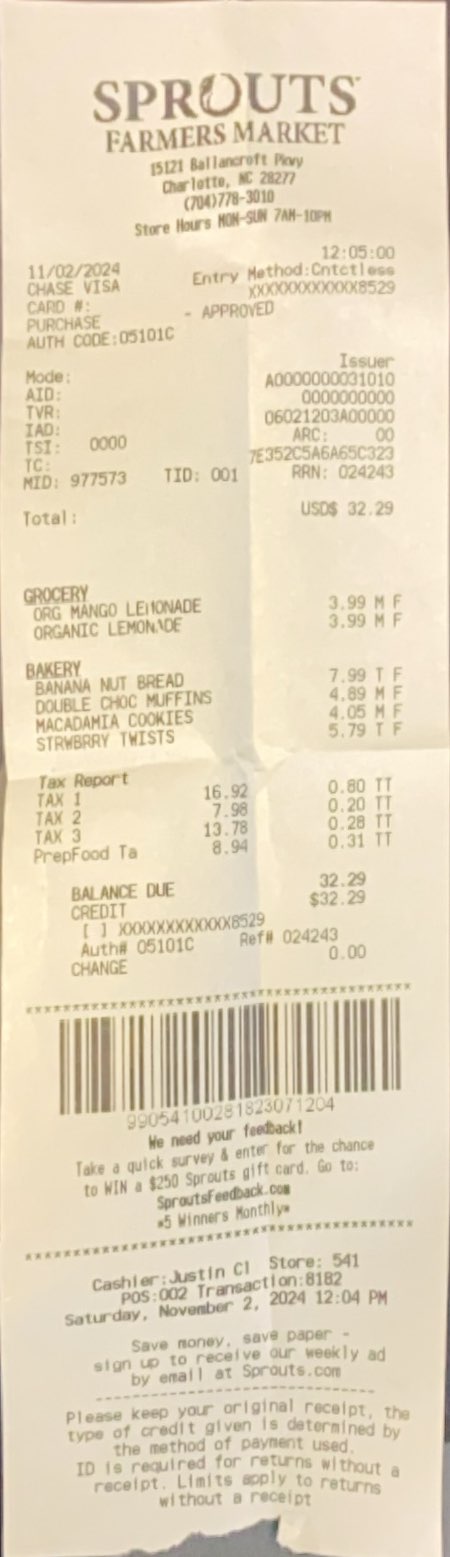 SPROUTS
FARMERS MARKET
15121 Ballancroft Pkwy
Charlotte, NC 28277
(704)778-3010
Store Hours MON-SUN 7AM-10PM
12:05:00
11/02/2024 Entry Method:Cntctless
CHASE VISA XXXXXXXXXXXX8529
CARD #:
PURCHASE - APPROVED
AUTH CODE:05101C
Mode: Issuer
AID: A0000000031010
TVR: 0000000000
IAD: 06021203A00000
TSI: 0000 ARC: 00
TC: 7E352C5A6A65C323
MID: 977573 TID: 001 RRN: 024243
Total: USD$ 32.29
GROCERY
ORG MANGO LEMONADE 3.99 M F
ORGANIC LEMONADE 3.99 M F
BAKERY
BANANA NUT BREAD 7.99 T F
DOUBLE CHOC MUFFINS 4.89 M F
MACADAMIA COOKIES 4.05 M F
STRWBRRY TWISTS 5.79 T F
Tax Report
TAX 1 16.92 0.80 TT
TAX 2 7.98 0.20 TT
TAX 3 13.78 0.28 TT
PrepFood Ta 8.94 0.31 TT
BALANCE DUE 32.29
CREDIT $32.29
[ ] XXXXXXXXXXXX8529
Auth# 05101C Ref# 024243
CHANGE 0.00
99054100281823071204
We need your feedback!
Take a quick survey & enter for the chance
to WIN a $250 Sprouts gift card. Go to:
SproutsFeedback.com
*5 Winners Monthly*
Cashier:Justin Cl Store: 541
POS:002 Transaction:8182
Saturday, November 2, 2024 12:04 PM
Save money, save paper -
sign up to receive our weekly ad
by email at Sprouts.com
Please keep your original receipt, the
type of credit given is determined by
the method of payment used.
ID is required for returns without a
receipt. Limits apply to returns
without a receipt